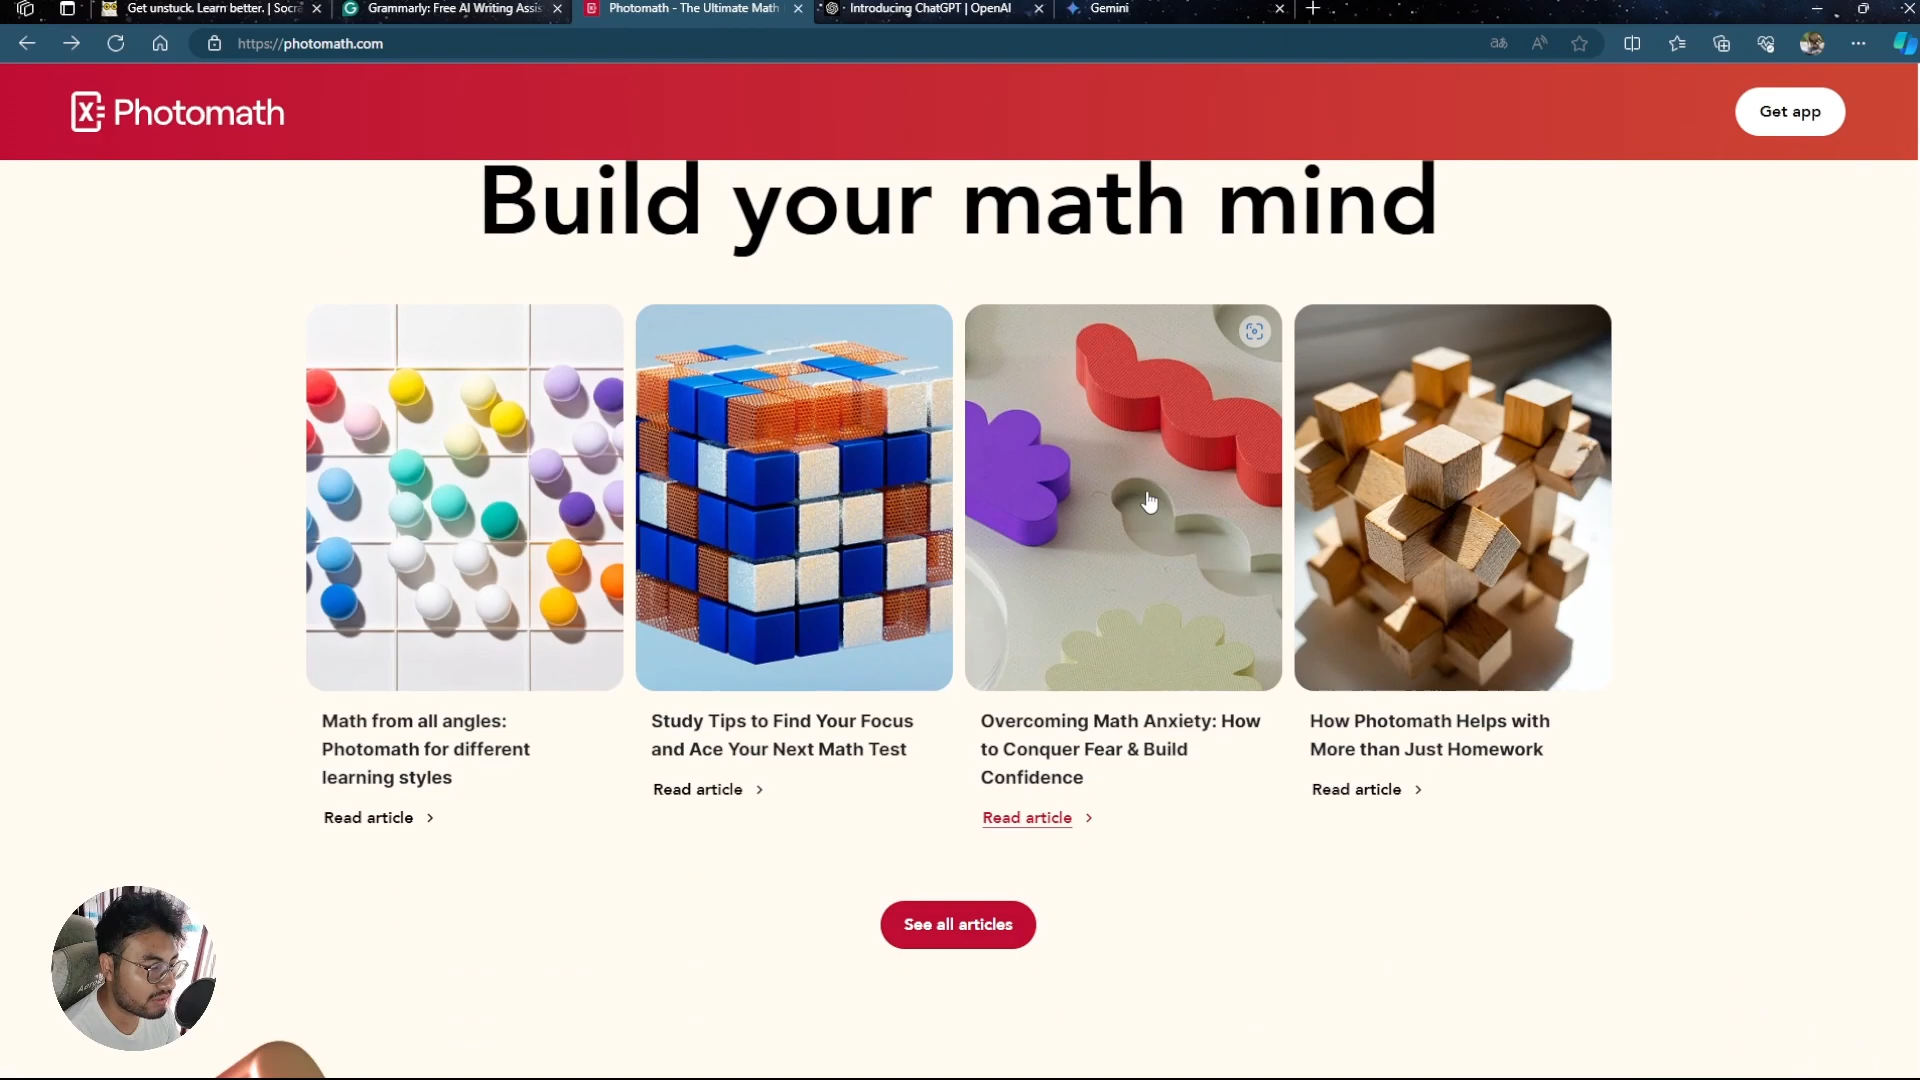 Get unstuck. Learn better. | Socra
Grammarly: Free AI Writing Assis
Photomath - The Ultimate Math
Introducing ChatGPT | OpenAI
Gemini
https://photomath.com
Photomath
Get app
Build your math mind
Math from all angles:
Photomath for different
learning styles
Read article
Study Tips to Find Your Focus
and Ace Your Next Math Test
Read article
Overcoming Math Anxiety: How
to Conquer Fear & Build
Confidence
Read article
How Photomath Helps with
More than Just Homework
Read article
See all articles